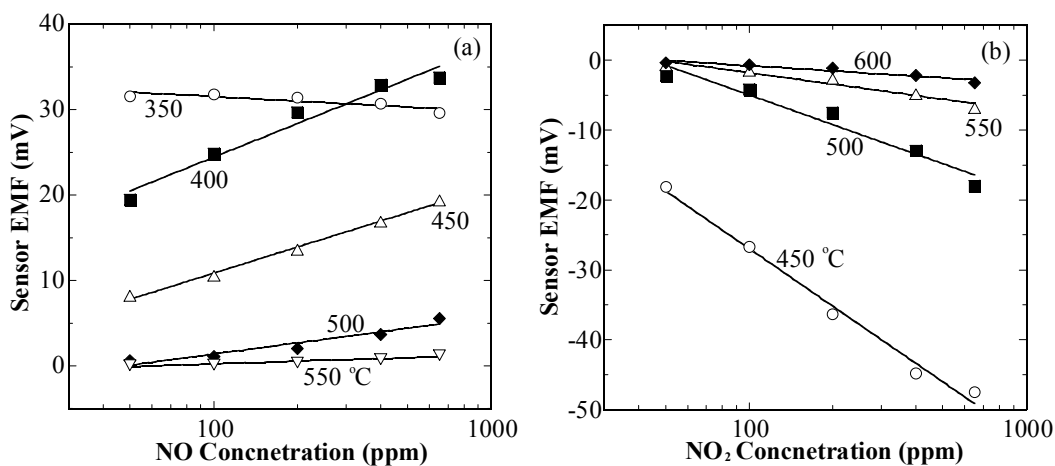 (a)
Sensor EMF (mV)
40
30
20
10
0
350
400
450
500
550 °C
100
1000
NO Concnetration (ppm)
(b)
Sensor EMF (mV)
0
-10
-20
-30
-40
-50
600
550
500
450 °C
100
1000
NO2 Concnetration (ppm)